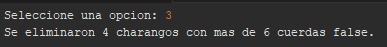 Seleccione una opcion: 3
Se eliminaron 4 charangos con mas de 6 cuerdas false.